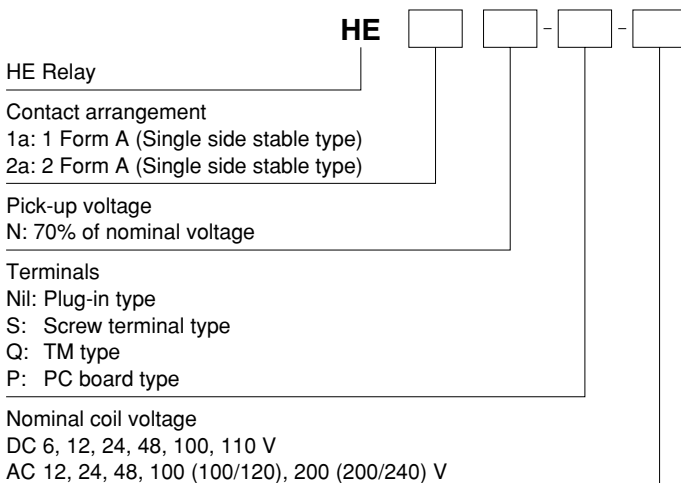 HE - -
HE Relay
Contact arrangement
1a: 1 Form A (Single side stable type)
2a: 2 Form A (Single side stable type)
Pick-up voltage
N: 70% of nominal voltage
Terminals
Nil: Plug-in type
S: Screw terminal type
Q: TM type
P: PC board type
Nominal coil voltage
DC 6, 12, 24, 48, 100, 110 V
AC 12, 24, 48, 100 (100/120), 200 (200/240) V